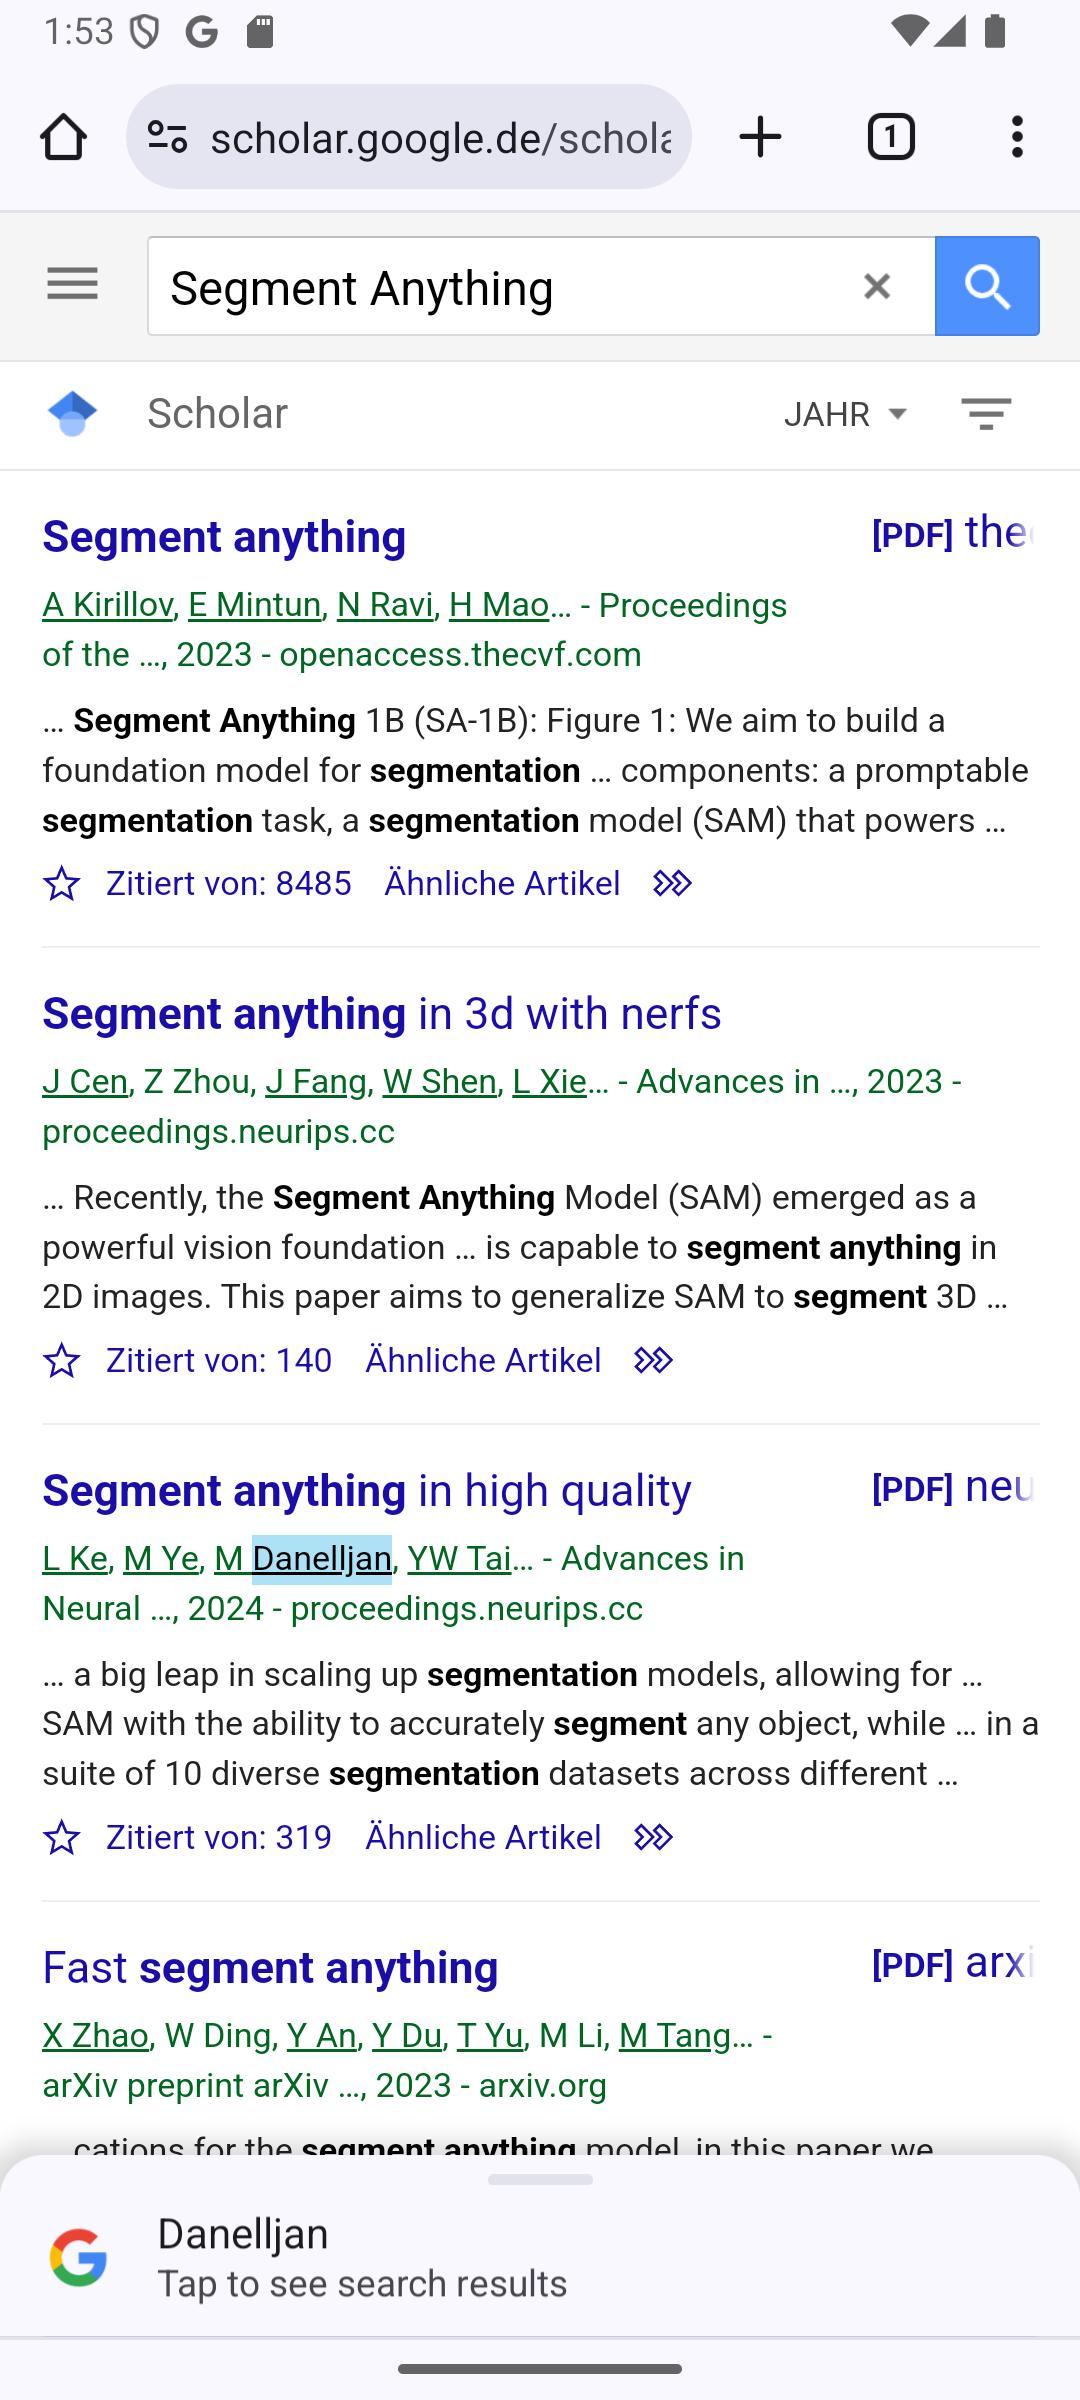 1:53
scholar.google.de/schola
1
Segment Anything
Scholar
JAHR
Segment anything
[PDF] the
A Kirillov, E Mintun, N Ravi, H Mao… - Proceedings
of the …, 2023 - openaccess.thecvf.com
… Segment Anything 1B (SA-1B): Figure 1: We aim to build a
foundation model for segmentation … components: a promptable
segmentation task, a segmentation model (SAM) that powers …
Zitiert von: 8485 Ähnliche Artikel
Segment anything in 3d with nerfs
J Cen, Z Zhou, J Fang, W Shen, L Xie… - Advances in …, 2023 -
proceedings.neurips.cc
… Recently, the Segment Anything Model (SAM) emerged as a
powerful vision foundation … is capable to segment anything in
2D images. This paper aims to generalize SAM to segment 3D …
Zitiert von: 140 Ähnliche Artikel
Segment anything in high quality
[PDF] neu
L Ke, M Ye, M Danelljan, YW Tai… - Advances in
Neural …, 2024 - proceedings.neurips.cc
… a big leap in scaling up segmentation models, allowing for …
SAM with the ability to accurately segment any object, while … in a
suite of 10 diverse segmentation datasets across different …
Zitiert von: 319 Ähnliche Artikel
Fast segment anything
[PDF] arxi
X Zhao, W Ding, Y An, Y Du, T Yu, M Li, M Tang… -
arXiv preprint arXiv …, 2023 - arxiv.org
cations for the segment anything model, in this paper we
Danelljan
Tap to see search results